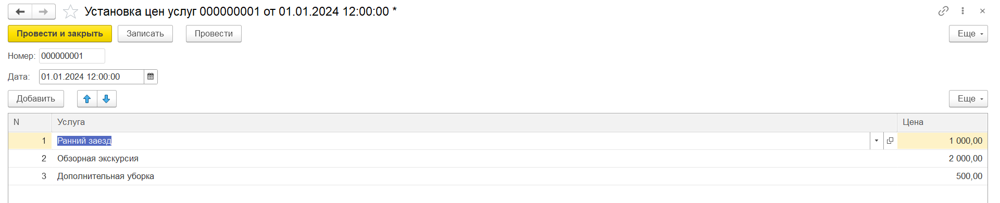 Установка цен услуг 000000001 от 01.01.2024 12:00:00 *
Провести и закрыть Записать Провести Еще
Номер: 000000001
Дата: 01.01.2024 12:00:00
Добавить Еще
N Услуга Цена
1 Ранний заезд 1 000,00
2 Обзорная экскурсия 2 000,00
3 Дополнительная уборка 500,00